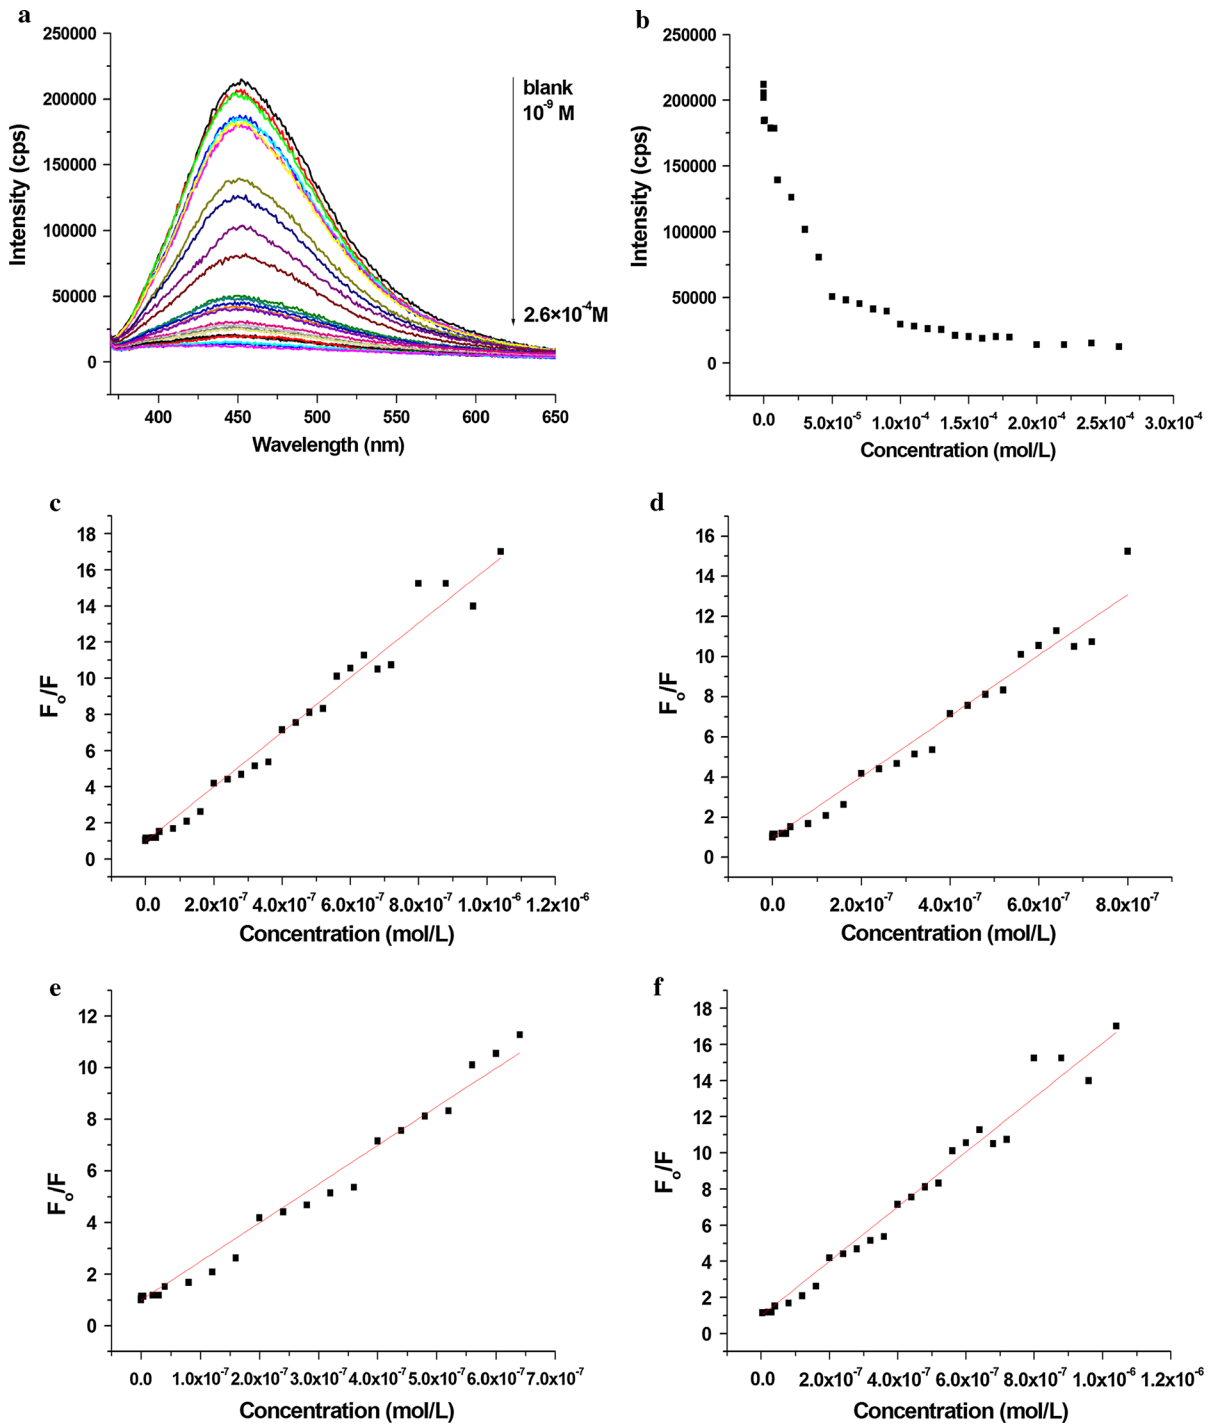 a
250000
200000
150000
100000
50000
0
Intensity (cps)
blank
10⁻⁹ M
2.6×10⁻⁴M
400 450 500 550 600 650
Wavelength (nm)
b
250000
200000
150000
100000
50000
0
Intensity (cps)
0.0 5.0x10⁻⁵ 1.0x10⁻⁴ 1.5x10⁻⁴ 2.0x10⁻⁴ 2.5x10⁻⁴ 3.0x10⁻⁴
Concentration (mol/L)
c
18
16
14
12
10
8
6
4
2
0
Fₒ/F
0.0 2.0x10⁻⁷ 4.0x10⁻⁷ 6.0x10⁻⁷ 8.0x10⁻⁷ 1.0x10⁻⁶ 1.2x10⁻⁶
Concentration (mol/L)
d
16
14
12
10
8
6
4
2
0
Fₒ/F
0.0 2.0x10⁻⁷ 4.0x10⁻⁷ 6.0x10⁻⁷ 8.0x10⁻⁷
Concentration (mol/L)
e
12
10
8
6
4
2
0
Fₒ/F
0.0 1.0x10⁻⁷ 2.0x10⁻⁷ 3.0x10⁻⁷ 4.0x10⁻⁷ 5.0x10⁻⁷ 6.0x10⁻⁷ 7.0x10⁻⁷
Concentration (mol/L)
f
18
16
14
12
10
8
6
4
2
0
Fₒ/F
0.0 2.0x10⁻⁷ 4.0x10⁻⁷ 6.0x10⁻⁷ 8.0x10⁻⁷ 1.0x10⁻⁶ 1.2x10⁻⁶
Concentration (mol/L)